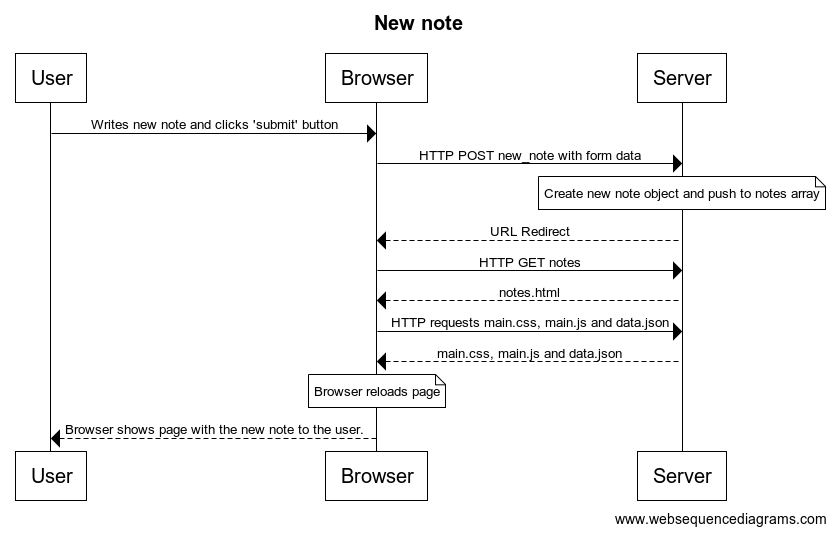 New note
User Browser Server
Writes new note and clicks 'submit' button
HTTP POST new_note with form data
Create new note object and push to notes array
URL Redirect
HTTP GET notes
notes.html
HTTP requests main.css, main.js and data.json
main.css, main.js and data.json
Browser reloads page
Browser shows page with the new note to the user.
User Browser Server
www.websequencediagrams.com